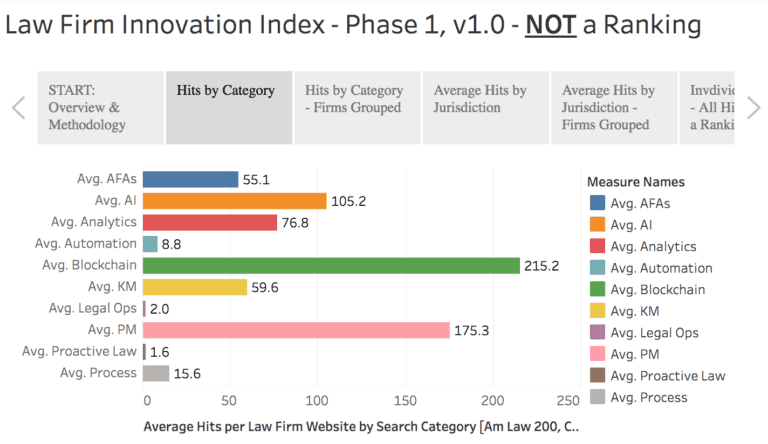 Law Firm Innovation Index - Phase 1, v1.0 - NOT a Ranking
START:
Overview &
Methodology
Hits by Category
Hits by Category
- Firms Grouped
Average Hits by
Jurisdiction
Average Hits by
Jurisdiction -
Firms Grouped
- All
a
Avg. AFAs 55.1
Avg. AI 105.2
Avg. Analytics 76.8
Avg. Automation 8.8
Avg. Blockchain 215.2
Avg. KM 59.6
Avg. Legal Ops 2.0
Avg. PM 175.3
Avg. Proactive Law 1.6
Avg. Process 15.6
0 50 100 150 200 250
Average Hits per Law Firm Website by Search Category [Am Law 200, C..
Measure Names
Avg. AFAs
Avg. AI
Avg. Analytics
Avg. Automation
Avg. Blockchain
Avg. KM
Avg. Legal Ops
Avg. PM
Avg. Proactive Law
Avg. Process